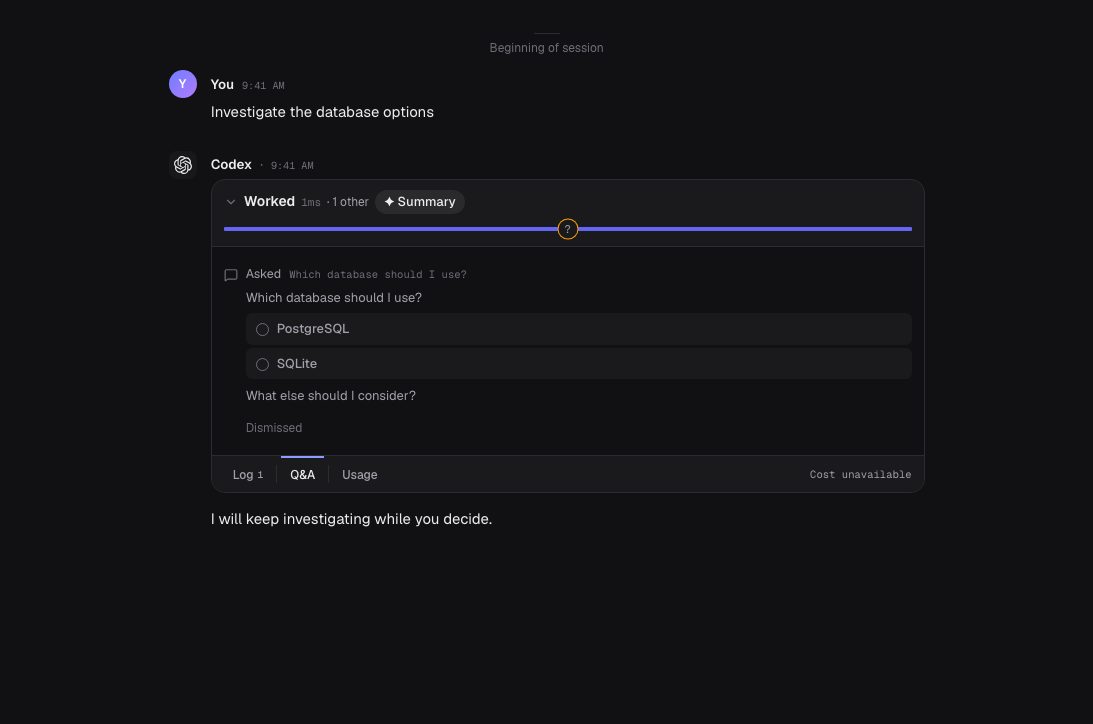 Beginning of session
Y You 9:41 AM
Investigate the database options
Codex · 9:41 AM
Worked 1ms · 1 other Summary
?
Asked Which database should I use?
Which database should I use?
PostgreSQL
SQLite
What else should I consider?
Dismissed
Log 1 Q&A Usage Cost unavailable
I will keep investigating while you decide.